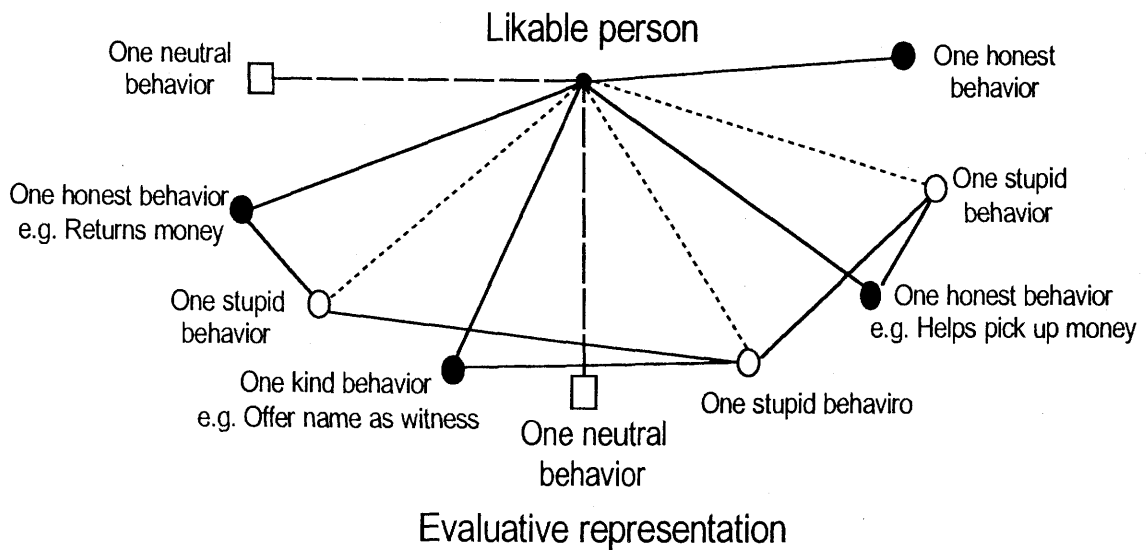 Likable person
One neutral
behavior
One honest
behavior
One honest behavior
e.g. Returns money
One stupid
behavior
One stupid
behavior
One honest behavior
e.g. Helps pick up money
One kind behavior
e.g. Offer name as witness
One stupid behaviro
One neutral
behavior
Evaluative representation